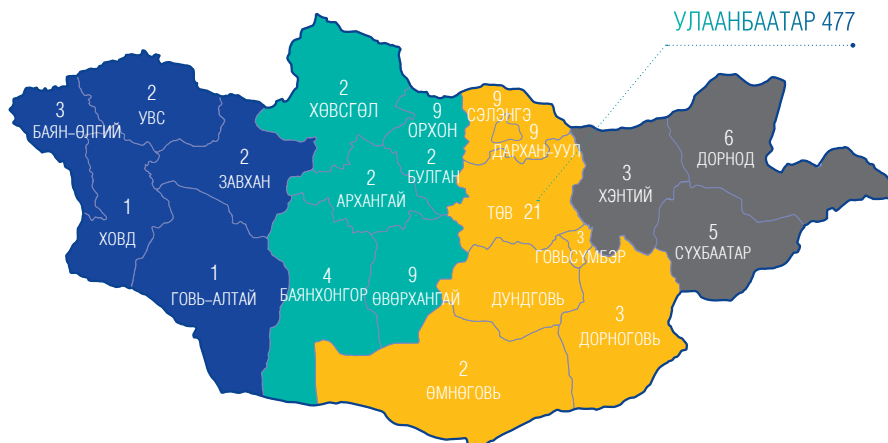 УЛААНБААТАР 477
3
БАЯН-ӨЛГИЙ
2
УВС
2
ЗАВХАН
1
ХОВД
1
ГОВЬ-АЛТАЙ
2
ХӨВСГӨЛ
9
ОРХОН
2
БУЛГАН
2
АРХАНГАЙ
4
БАЯНХОНГОР
9
ӨВӨРХАНГАЙ
9
СЭЛЭНГЭ
9
ДАРХАН-УУЛ
ТӨВ 21
3
ГОВЬСҮМБЭР
ДУНДГОВЬ
3
ДОРНОГОВЬ
2
ӨМНӨГОВЬ
3
ХЭНТИЙ
6
ДОРНОД
5
СҮХБААТАР